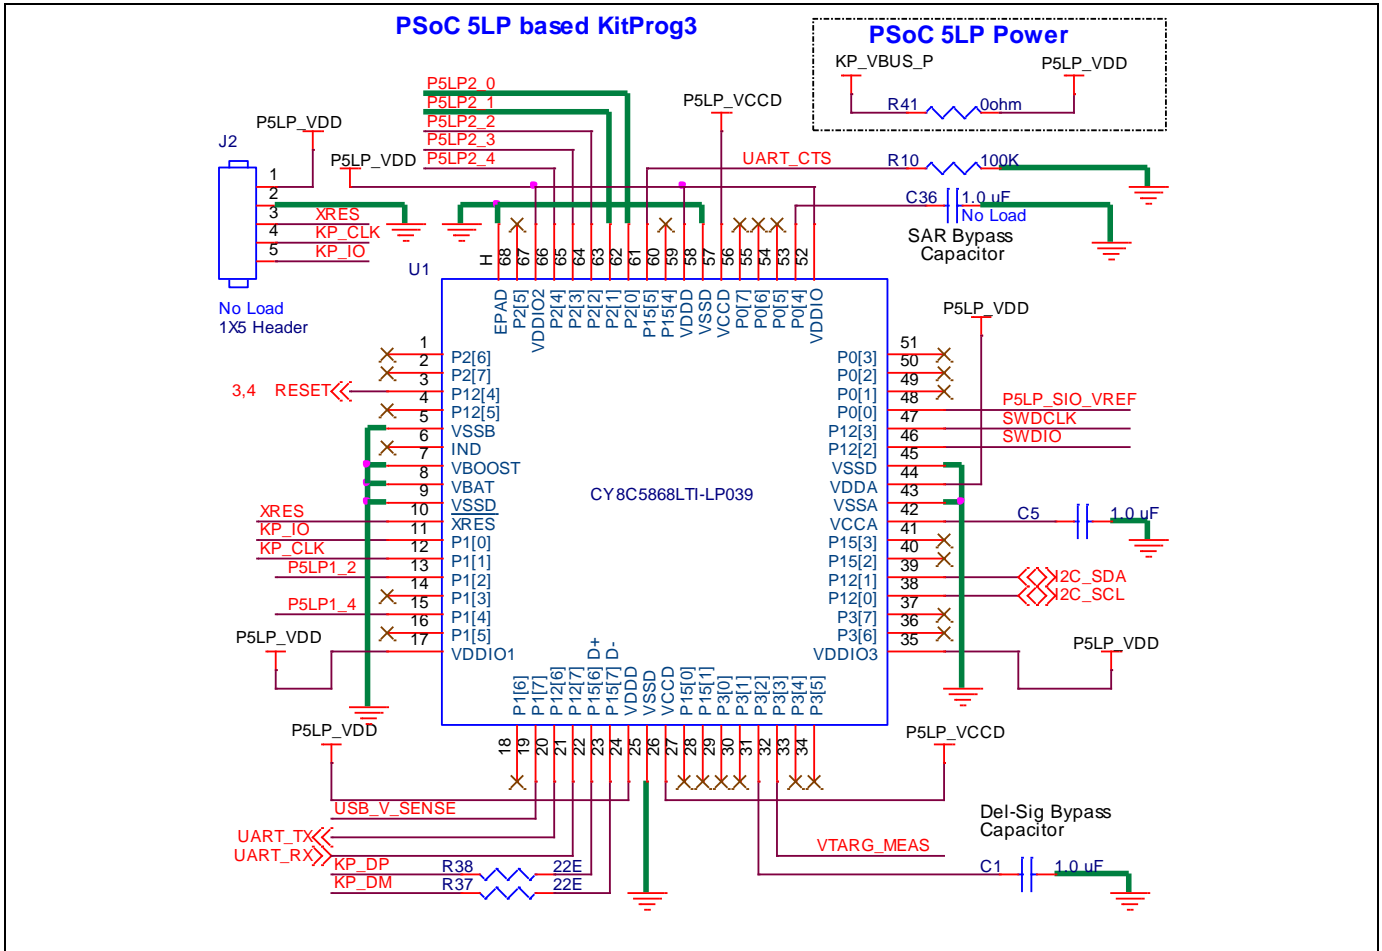 PSoC 5LP based KitProg3
PSoC 5LP Power
KP_VBUS_P
P5LP_VDD
R41
0ohm
P5LP2_0
P5LP2_1
P5LP2_2
P5LP2_3
P5LP2_4
P5LP_VCCD
P5LP_VDD
J2
P5LP_VDD
1
2
3
4
5
XRES
KP_CLK
KP_IO
No Load
1X5 Header
UART_CTS
R10
100K
C36
1.0 uF
No Load
SAR Bypass
Capacitor
U1
H
68
67
66
65
64
63
62
61
60
59
58
57
56
55
54
53
52
EPAD
P2[5]
VDDIO2
P2[4]
P2[3]
P2[2]
P2[1]
P2[0]
P15[5]
P15[4]
VDDD
VSSD
VCCD
P0[7]
P0[6]
P0[5]
P0[4]
VDDIO
1
P2[6]
2
P2[7]
3
P12[4]
4
P12[5]
5
VSSB
6
IND
7
VBOOST
8
VBAT
9
VSSD
10
XRES
11
P1[0]
12
P1[1]
13
P1[2]
14
P1[3]
15
P1[4]
16
P1[5]
17
VDDIO1
3,4 RESET
XRES
KP_IO
KP_CLK
P5LP1_2
P5LP1_4
P5LP_VDD
CY8C5868LTI-LP039
51
P0[3]
50
P0[2]
49
P0[1]
48
P0[0]
47
P12[3]
46
P12[2]
45
VSSD
44
VDDA
43
VSSA
42
VCCA
41
P15[3]
40
P15[2]
39
P12[1]
38
P12[0]
37
P3[7]
36
P3[6]
35
VDDIO3
P5LP_VDD
P5LP_SIO_VREF
SWDCLK
SWDIO
C5
1.0 uF
I2C_SDA
I2C_SCL
P5LP_VDD
P1[6]
P1[7]
P12[6]
P12[7]
P15[6] D+
P15[7] D-
VDDD
VSSD
VCCD
P15[0]
P15[1]
P3[0]
P3[1]
P3[2]
P3[3]
P3[4]
P3[5]
18
19
20
21
22
23
24
25
26
27
28
29
30
31
32
33
34
P5LP_VDD
P5LP_VCCD
USB_V_SENSE
UART_TX
UART_RX
KP_DP
R38
22E
KP_DM
R37
22E
VTARG_MEAS
Del-Sig Bypass
Capacitor
C1
1.0 uF